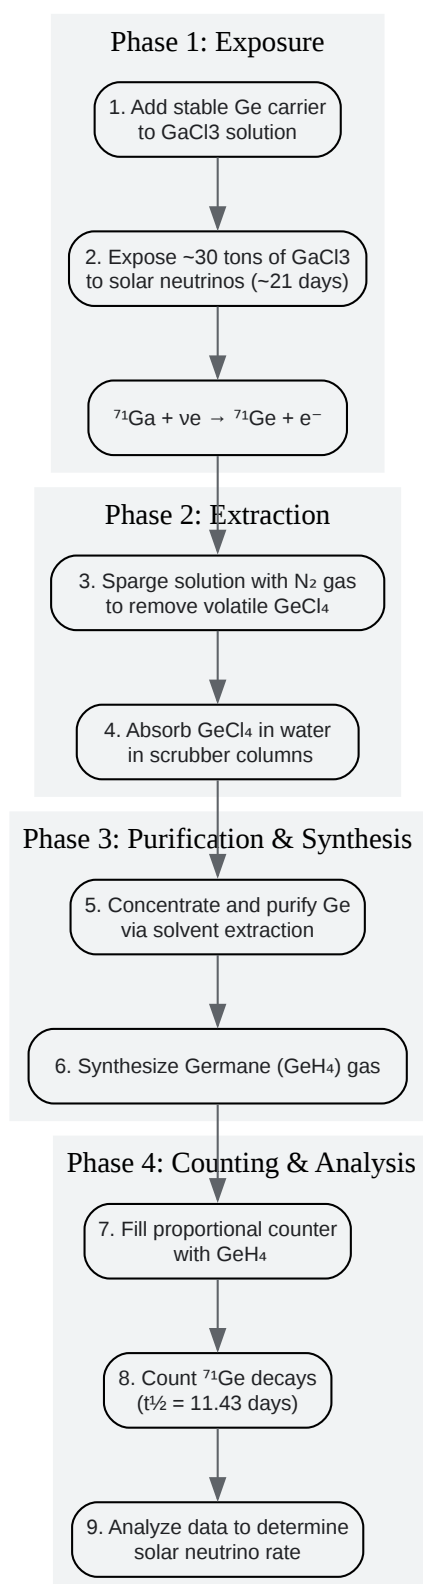 Phase 1: Exposure
1. Add stable Ge carrier
to GaCl3 solution
2. Expose ~30 tons of GaCl3
to solar neutrinos (~21 days)
⁷¹Ga + νe → ⁷¹Ge + e⁻
Phase 2: Extraction
3. Sparge solution with N₂ gas
to remove volatile GeCl₄
4. Absorb GeCl₄ in water
in scrubber columns
Phase 3: Purification & Synthesis
5. Concentrate and purify Ge
via solvent extraction
6. Synthesize Germane (GeH₄) gas
Phase 4: Counting & Analysis
7. Fill proportional counter
with GeH₄
8. Count ⁷¹Ge decays
(t½ = 11.43 days)
9. Analyze data to determine
solar neutrino rate